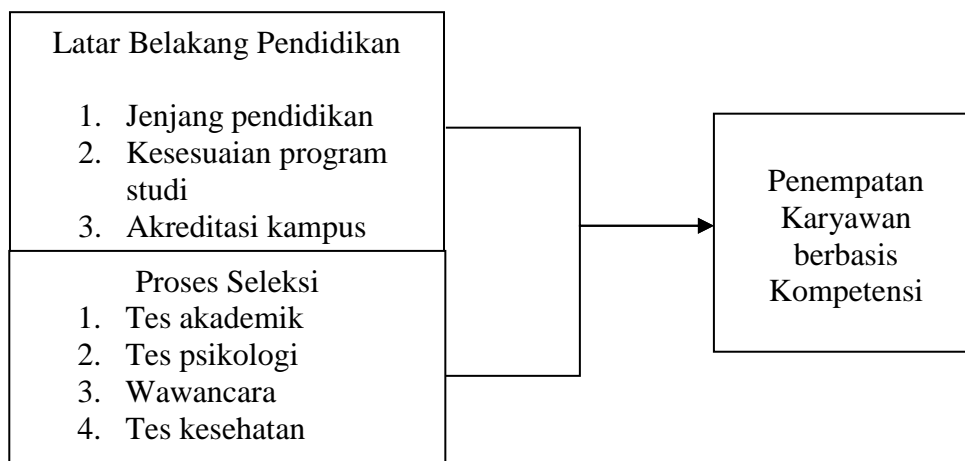 Latar Belakang Pendidikan
1. Jenjang pendidikan
2. Kesesuaian program
studi
3. Akreditasi kampus
Proses Seleksi
1. Tes akademik
2. Tes psikologi
3. Wawancara
4. Tes kesehatan
Penempatan
Karyawan
berbasis
Kompetensi